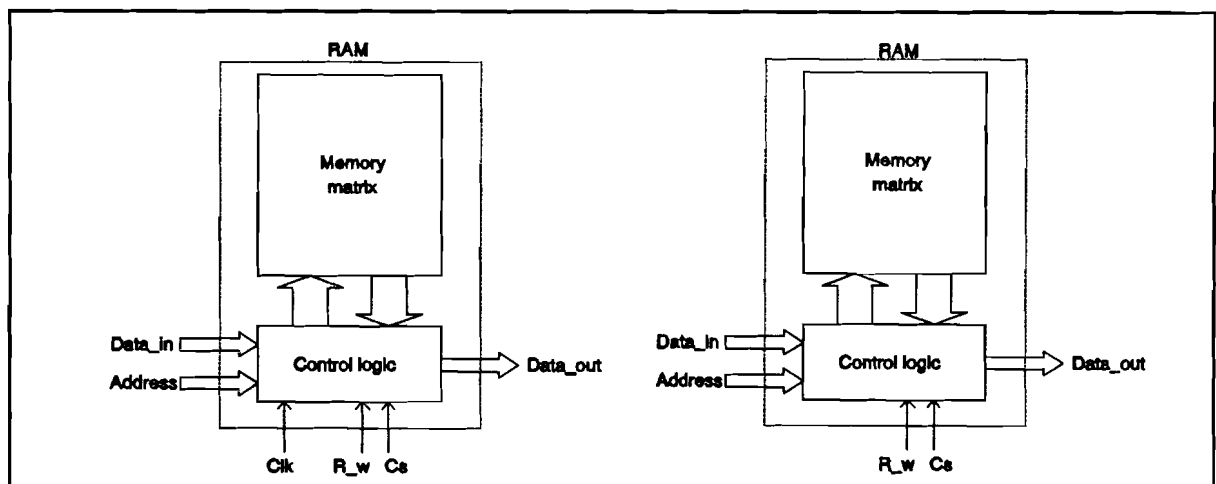 RAM
Memory
matrix
Data_in
Address
Control logic
Data_out
Clk
R_w
Cs
RAM
Memory
matrix
Data_in
Address
Control logic
Data_out
R_w
Cs